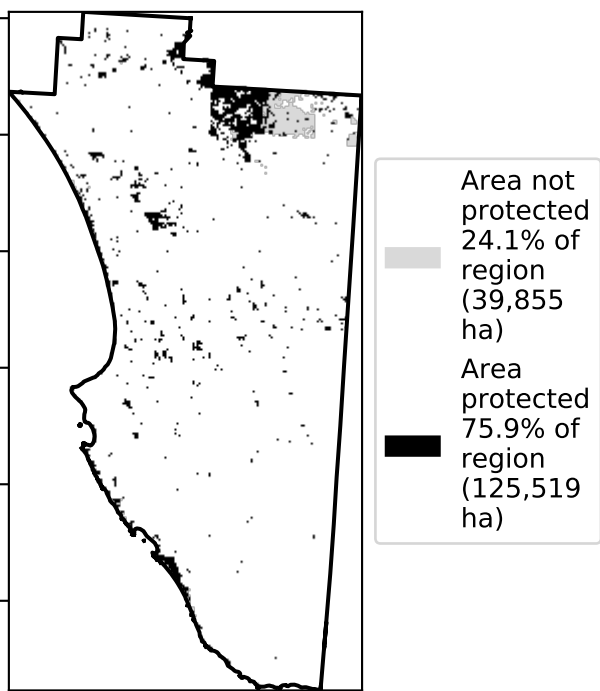 Area not
protected
24.1% of
region
(39,855
ha)
Area
protected
75.9% of
region
(125,519
ha)